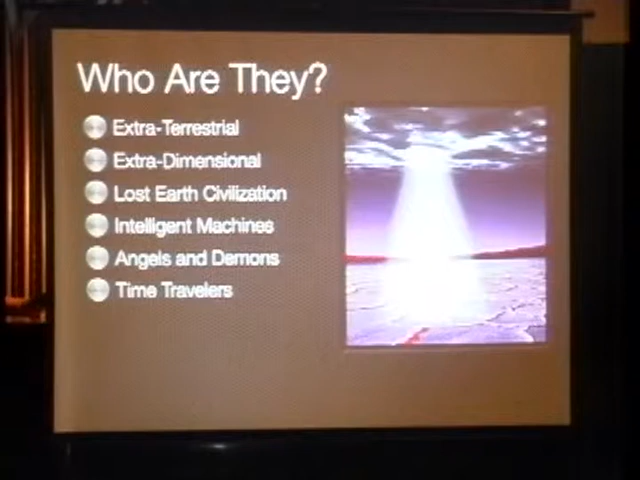 Who Are They?
Extra-Terrestrial
Extra-Dimensional
Lost Earth Civilization
Intelligent Machines
Angels and Demons
Time Travelers